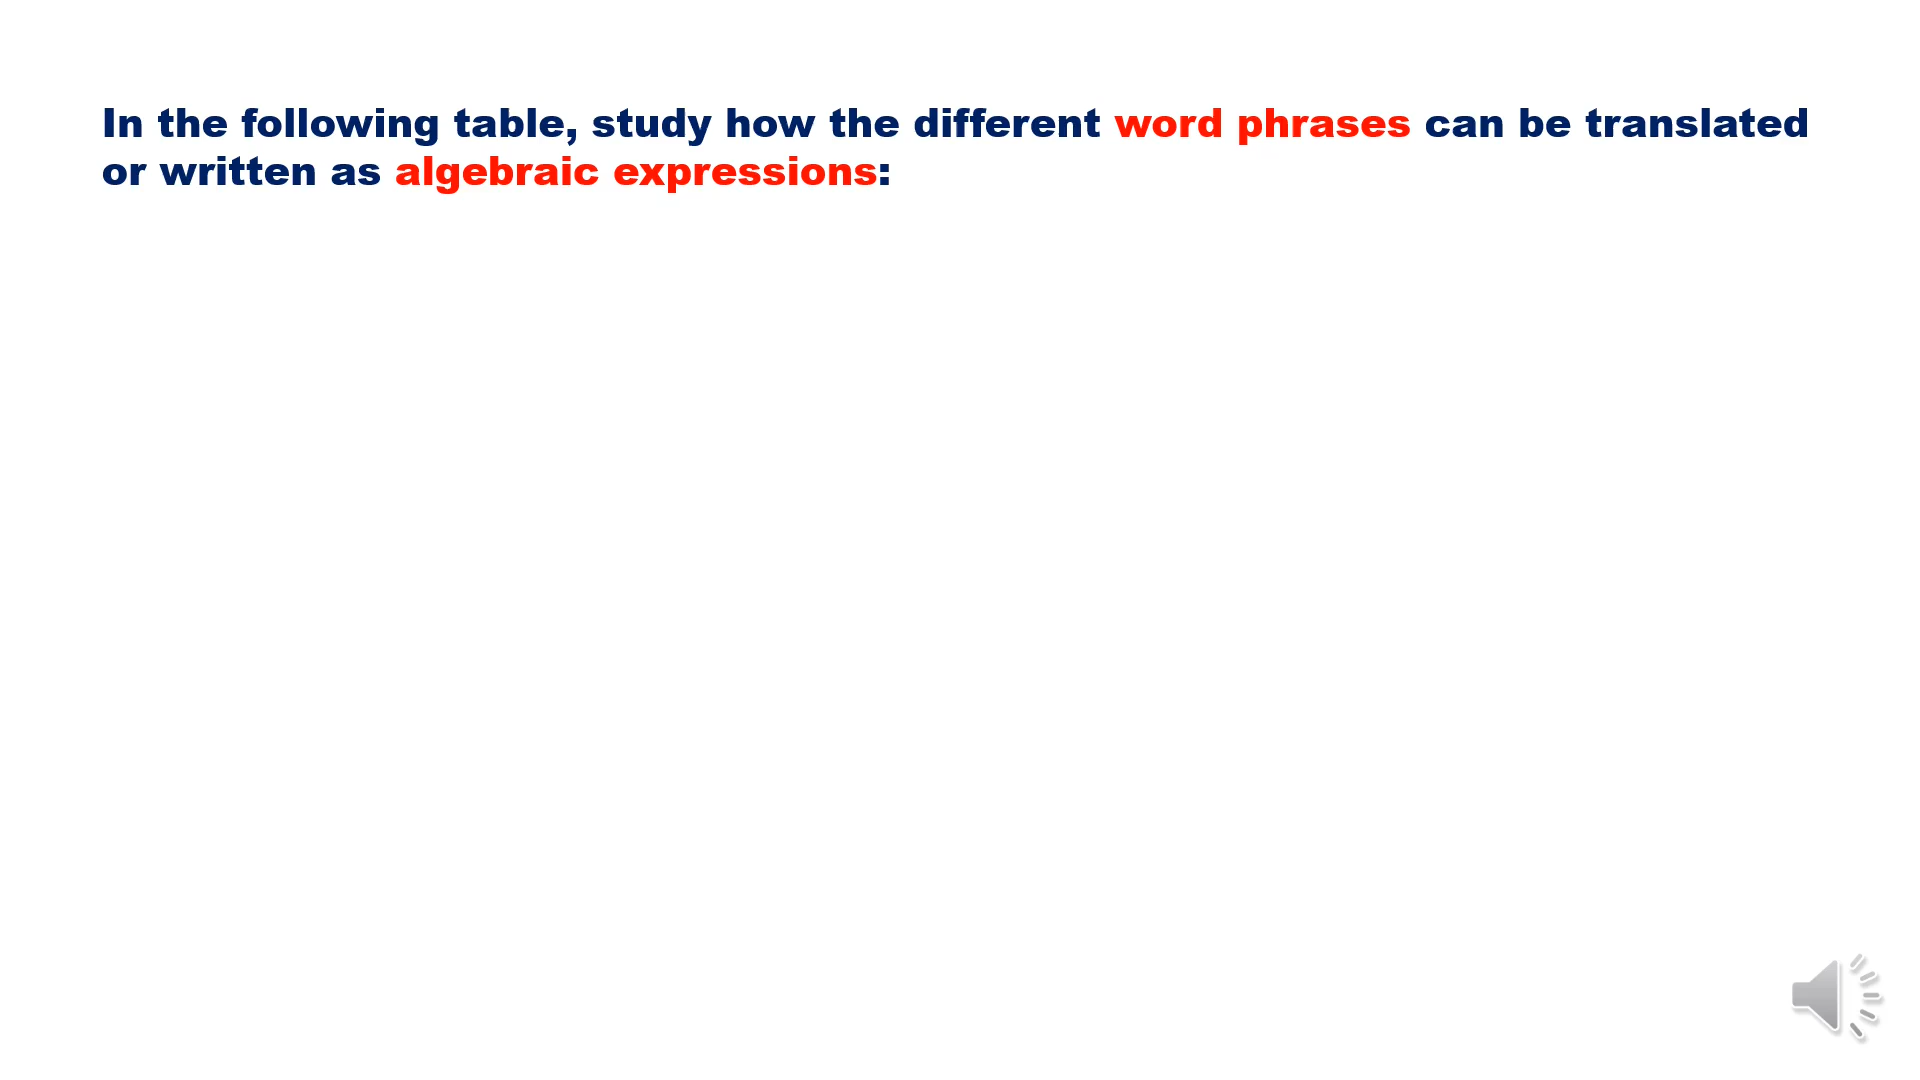 In the following table, study how the different word phrases can be translated
or written as algebraic expressions: